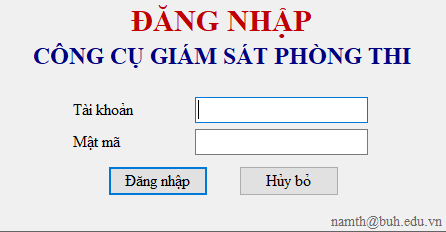 ĐĂNG NHẬP
CÔNG CỤ GIÁM SÁT PHÒNG THI
Tài khoản
Mật mã
Đăng nhập
Hủy bỏ
namth@buh.edu.vn